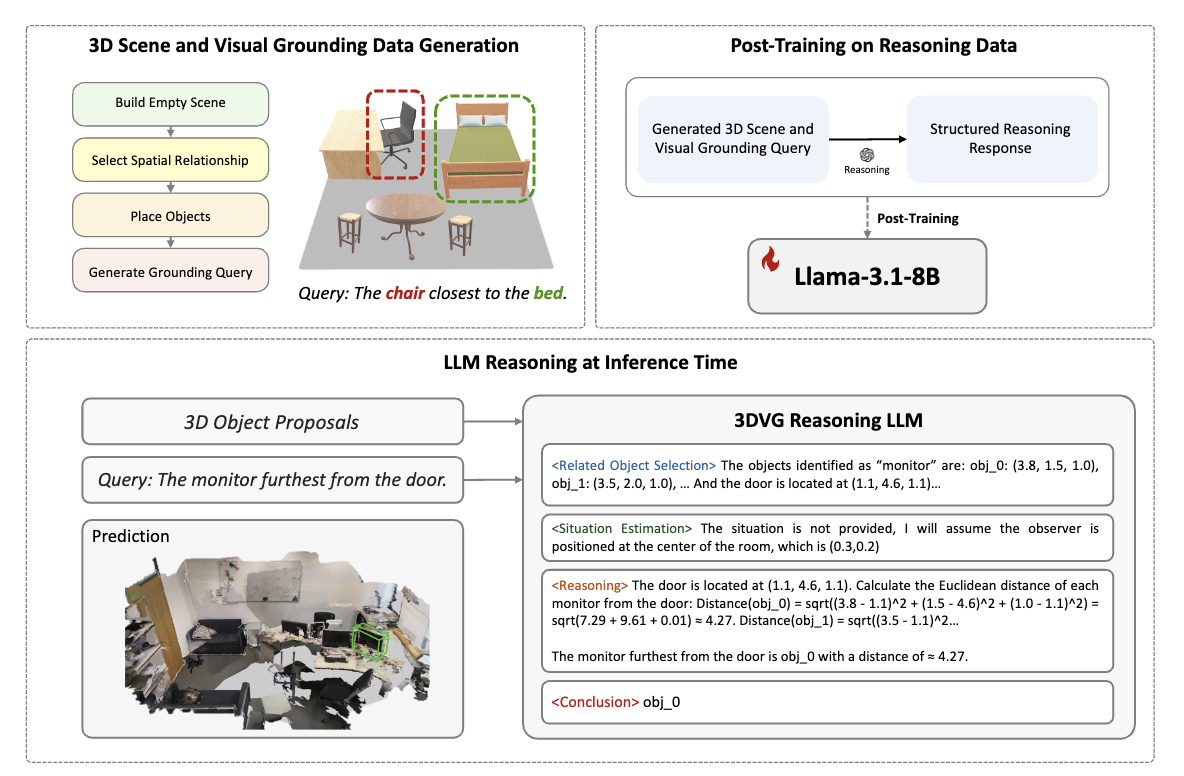 3D Scene and Visual Grounding Data Generation
Build Empty Scene
Select Spatial Relationship
Place Objects
Generate Grounding Query
Query: The chair closest to the bed.
Post-Training on Reasoning Data
Generated 3D Scene and
Visual Grounding Query
Reasoning
Structured Reasoning
Response
Post-Training
Llama-3.1-8B
LLM Reasoning at Inference Time
3D Object Proposals
Query: The monitor furthest from the door.
Prediction
3DVG Reasoning LLM
<Related Object Selection> The objects identified as “monitor” are: obj_0: (3.8, 1.5, 1.0),
obj_1: (3.5, 2.0, 1.0), … And the door is located at (1.1, 4.6, 1.1)…
<Situation Estimation> The situation is not provided, I will assume the observer is
positioned at the center of the room, which is (0.3,0.2)
<Reasoning> The door is located at (1.1, 4.6, 1.1). Calculate the Euclidean distance of each
monitor from the door: Distance(obj_0) = sqrt((3.8 - 1.1)^2 + (1.5 - 4.6)^2 + (1.0 - 1.1)^2) =
sqrt(7.29 + 9.61 + 0.01) ≈ 4.27. Distance(obj_1) = sqrt((3.5 - 1.1)^2…
The monitor furthest from the door is obj_0 with a distance of ≈ 4.27.
<Conclusion> obj_0